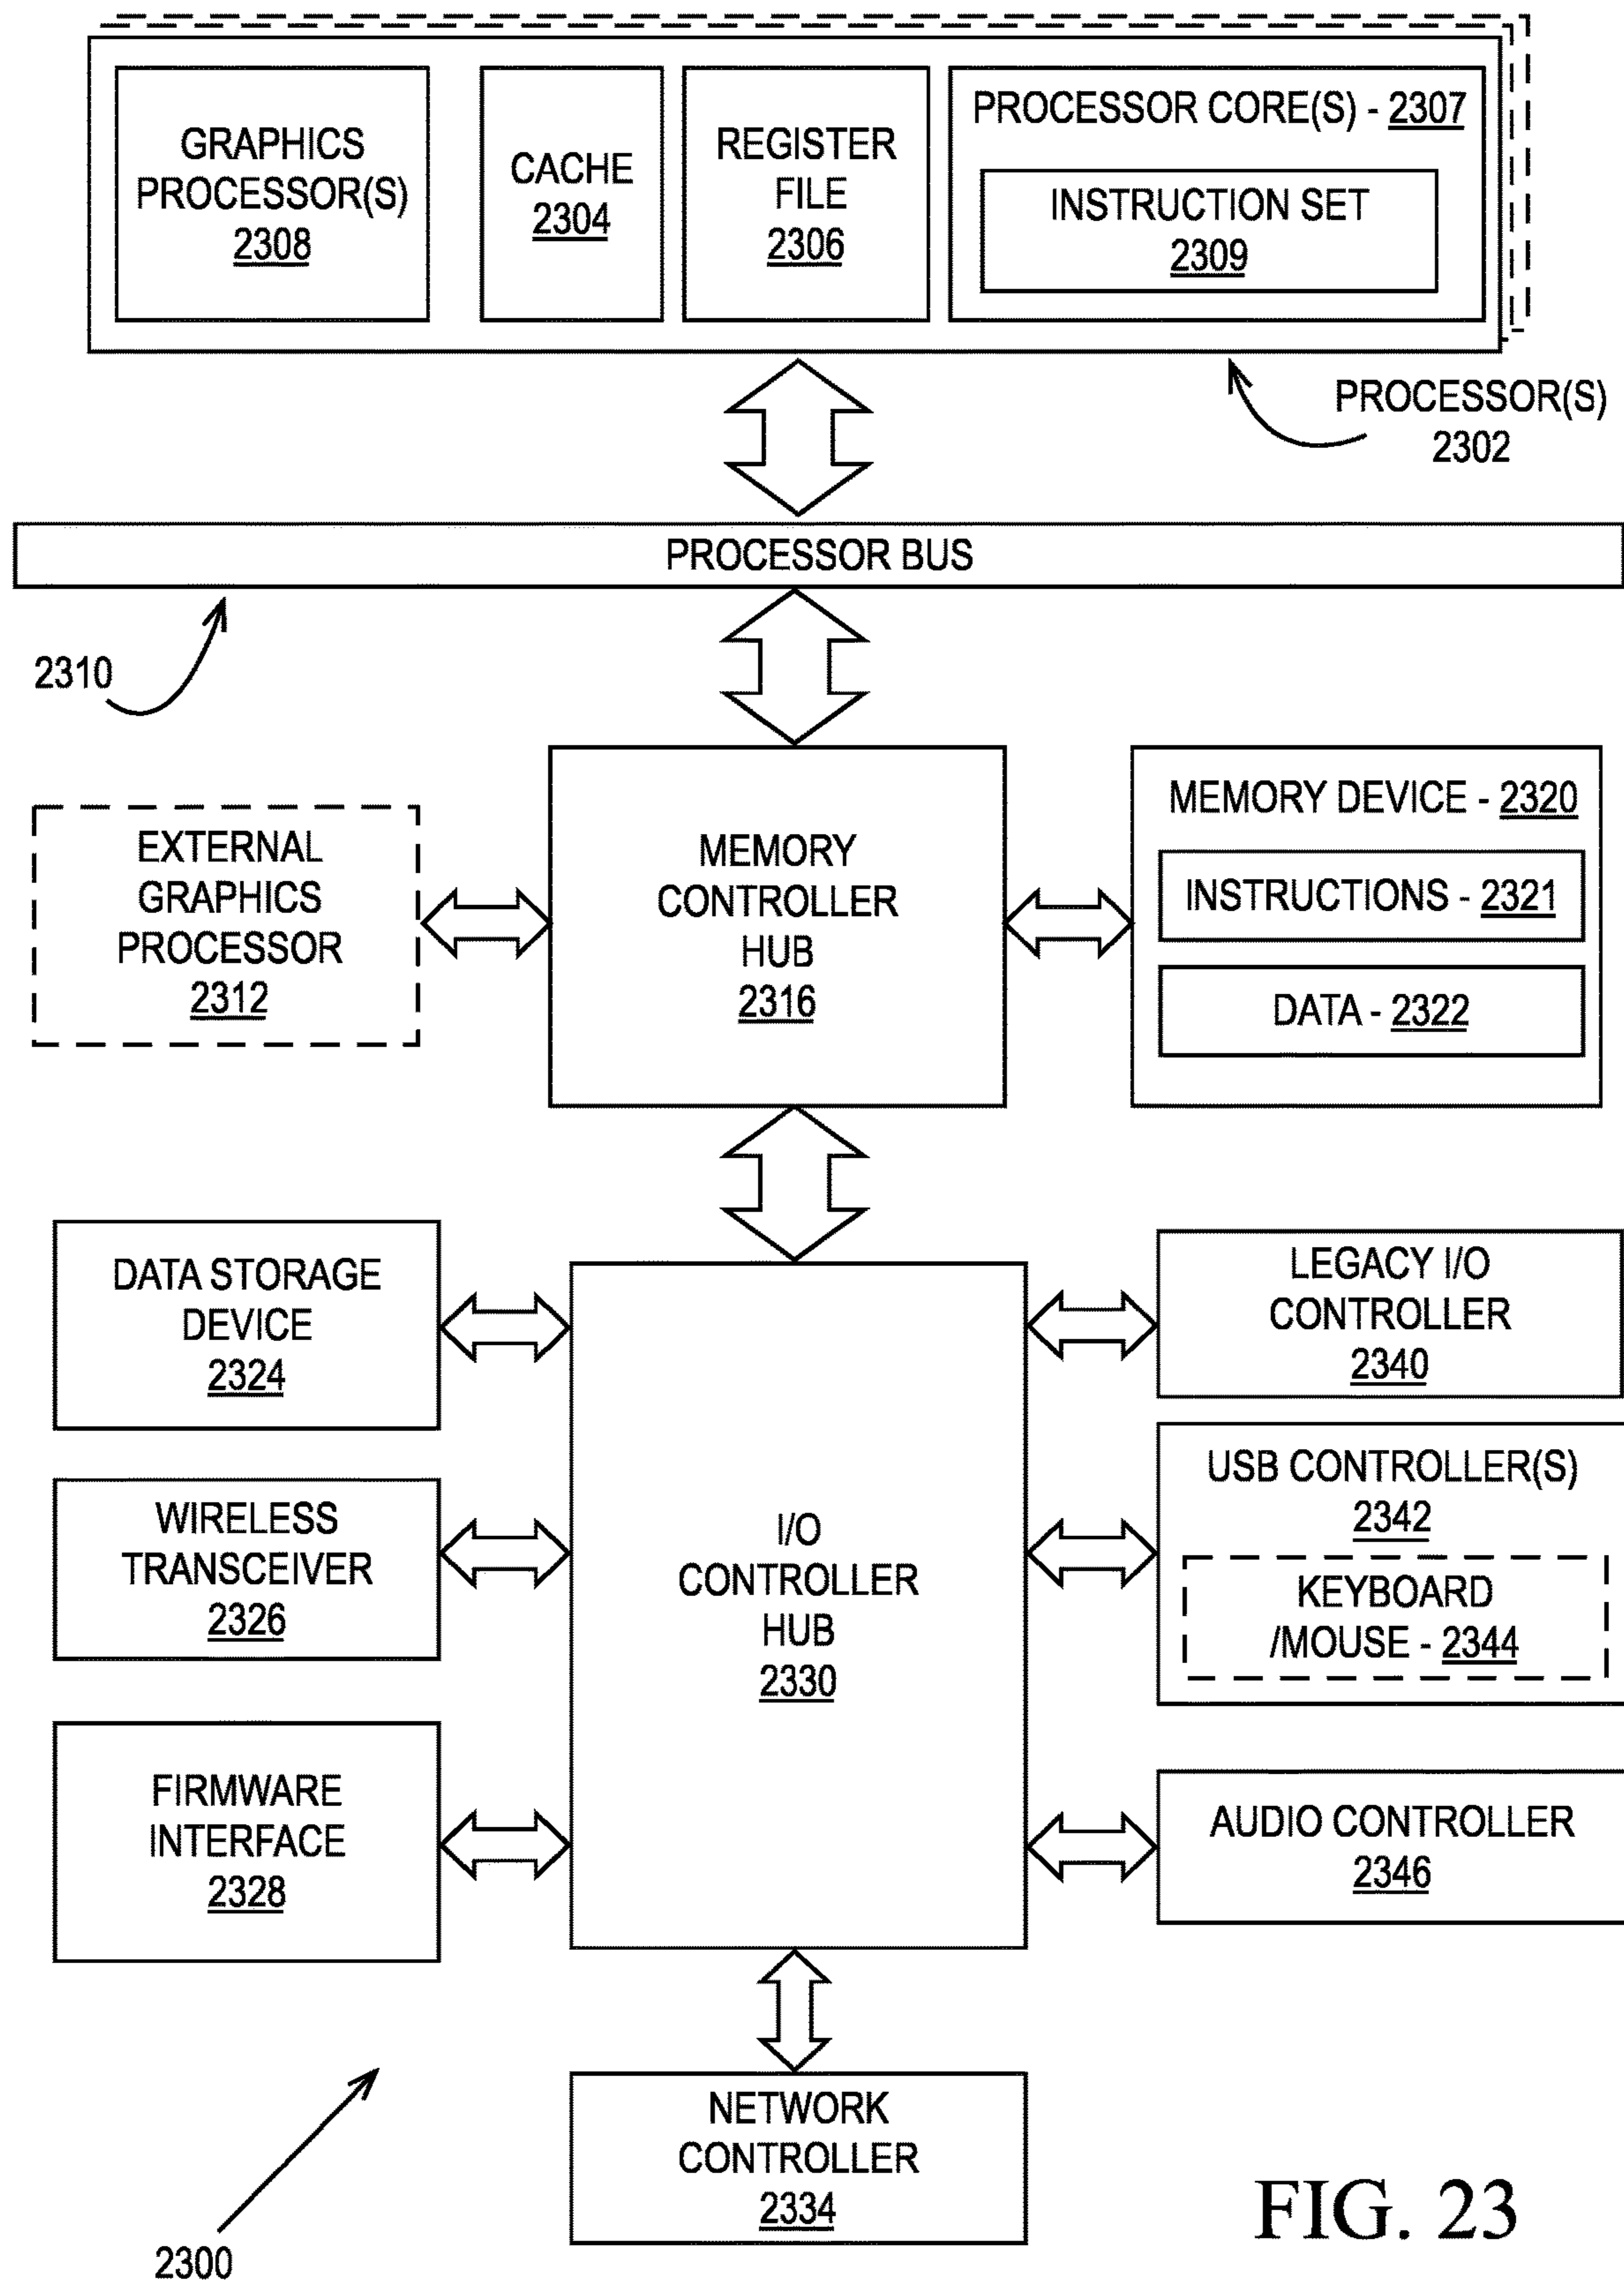 GRAPHICS
PROCESSOR(S)
2308
CACHE
2304
REGISTER
FILE
2306
PROCESSOR CORE(S) - 2307
INSTRUCTION SET
2309
PROCESSOR(S)
2302
PROCESSOR BUS
2310
EXTERNAL
GRAPHICS
PROCESSOR
2312
MEMORY
CONTROLLER
HUB
2316
MEMORY DEVICE - 2320
INSTRUCTIONS - 2321
DATA - 2322
DATA STORAGE
DEVICE
2324
LEGACY I/O
CONTROLLER
2340
WIRELESS
TRANSCEIVER
2326
I/O
CONTROLLER
HUB
2330
USB CONTROLLER(S)
2342
KEYBOARD
/MOUSE - 2344
FIRMWARE
INTERFACE
2328
AUDIO CONTROLLER
2346
NETWORK
CONTROLLER
2334
2300
FIG. 23